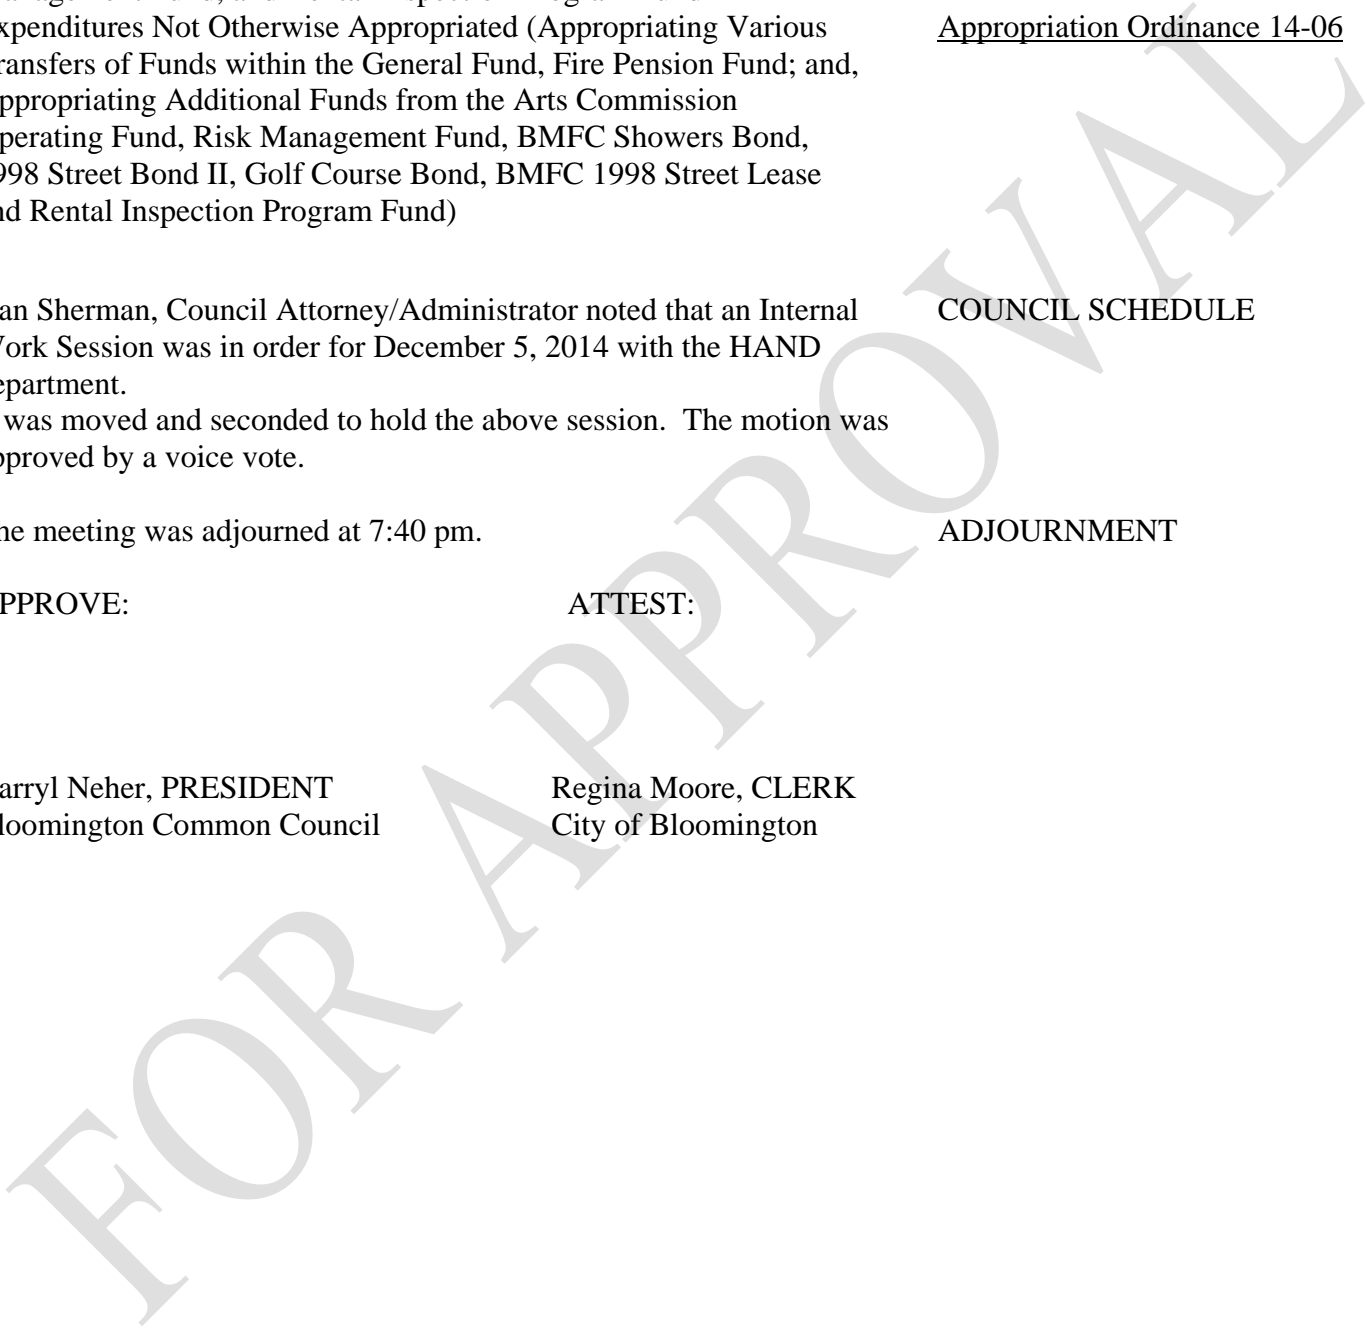 xpenditures Not Otherwise Appropriated (Appropriating Various
Appropriation Ordinance 14-06
ransfers of Funds within the General Fund, Fire Pension Fund; and,
ppropriating Additional Funds from the Arts Commission
perating Fund, Risk Management Fund, BMFC Showers Bond,
998 Street Bond II, Golf Course Bond, BMFC 1998 Street Lease
nd Rental Inspection Program Fund)
an Sherman, Council Attorney/Administrator noted that an Internal
COUNCIL SCHEDULE
ork Session was in order for December 5, 2014 with the HAND
epartment.
was moved and seconded to hold the above session. The motion was
pproved by a voice vote.
he meeting was adjourned at 7:40 pm.
ADJOURNMENT
PPROVE:
ATTEST:
arryl Neher, PRESIDENT
Regina Moore, CLERK
loomington Common Council
City of Bloomington
FOR APPROVAL